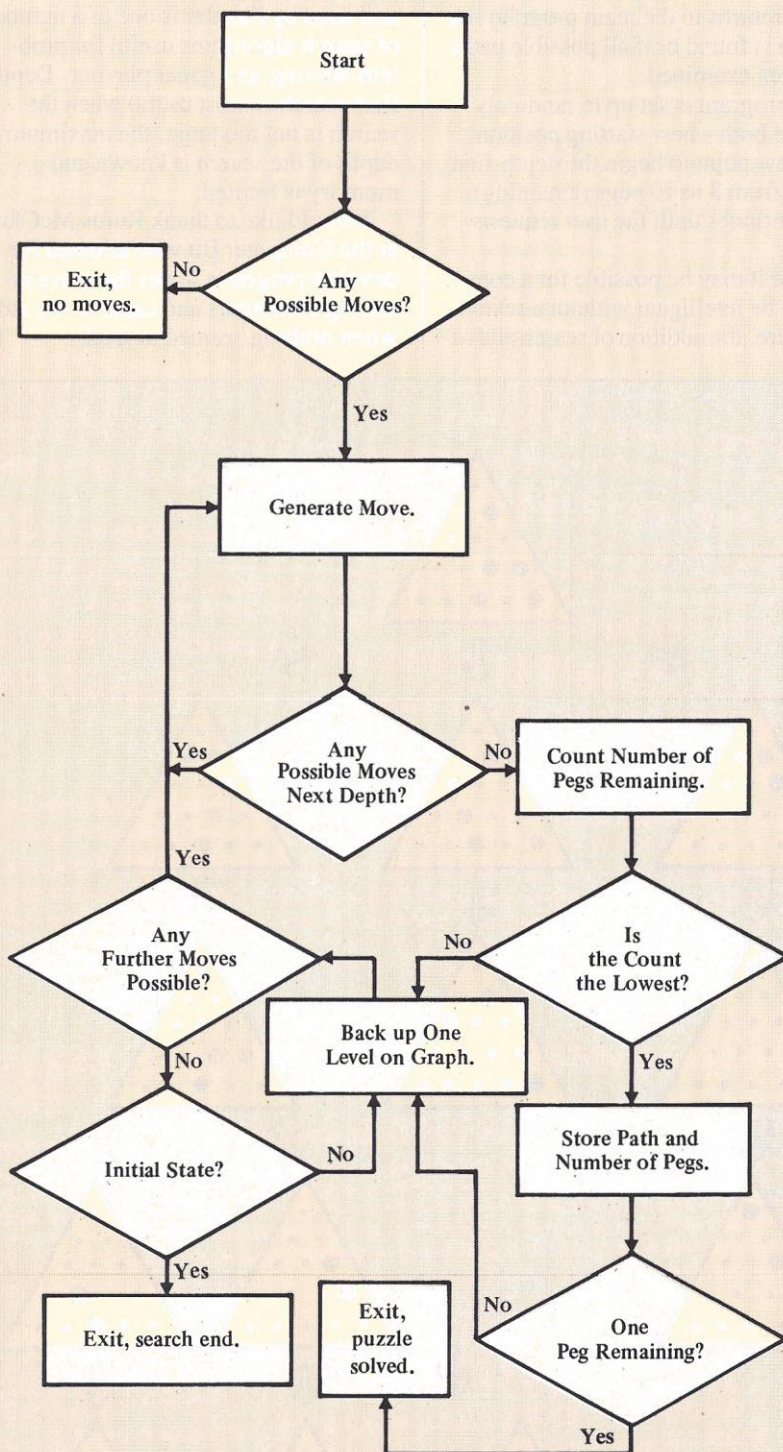 Start
Any
Possible Moves?
No
Exit,
no moves.
Yes
Generate Move.
Any
Possible Moves
Next Depth?
Yes
No
Count Number of
Pegs Remaining.
Is
the Count
the Lowest?
No
Yes
Back up One
Level on Graph.
Any
Further Moves
Possible?
Yes
No
Initial State?
No
Yes
Exit, search end.
Store Path and
Number of Pegs.
One
Peg Remaining?
No
Yes
Exit,
puzzle
solved.